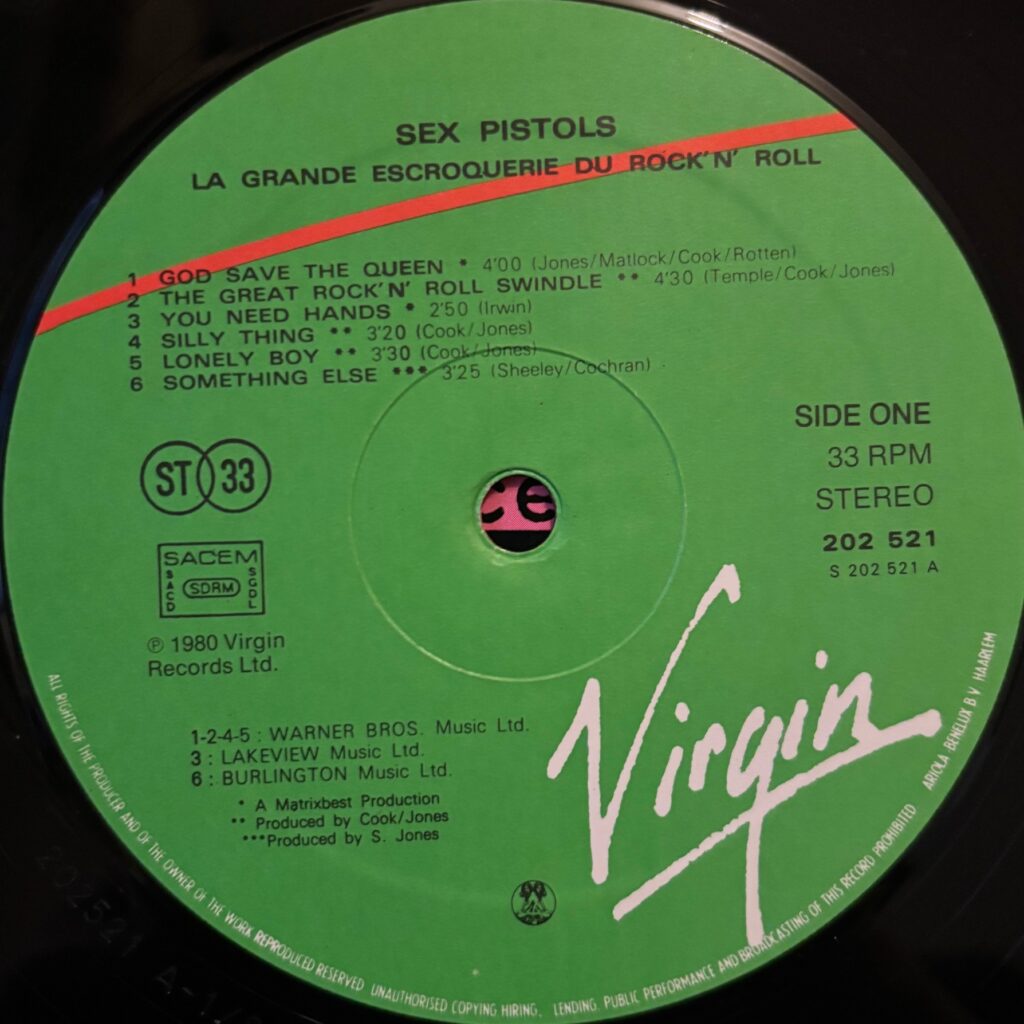 SEX PISTOLS
LA GRANDE ESCROQUERIE DU ROCK'N' ROLL
1 GOD SAVE THE QUEEN * 4'00 (Jones/Matlock/Cook/Rotten)
2 THE GREAT ROCK'N' ROLL SWINDLE ** 4'30 (Temple/Cook/Jones)
3 YOU NEED HANDS * 2'50 (Irwin)
4 SILLY THING ** 3'20 (Cook/Jones)
5 LONELY BOY ** 3'30 (Cook/Jones)
6 SOMETHING ELSE *** 3'25 (Sheeley/Cochran)
SIDE ONE
33 RPM
STEREO
202 521
S 202 521 A
ST 33
SACEM
SACD SDRM SGDL
℗ 1980 Virgin
Records Ltd.
Virgin
1-2-4-5 : WARNER BROS. Music Ltd.
3 : LAKEVIEW Music Ltd.
6 : BURLINGTON Music Ltd.
* A Matrixbest Production
** Produced by Cook/Jones
***Produced by S. Jones
ALL RIGHTS OF THE PRODUCER AND OF THE OWNER OF THE WORK REPRODUCED RESERVED UNAUTHORISED COPYING HIRING, LENDING. PUBLIC PERFORMANCE AND BROADCASTING OF THIS RECORD PROHIBITED ARIOLA-BENELUX B V HAARLEM
202521 A-1